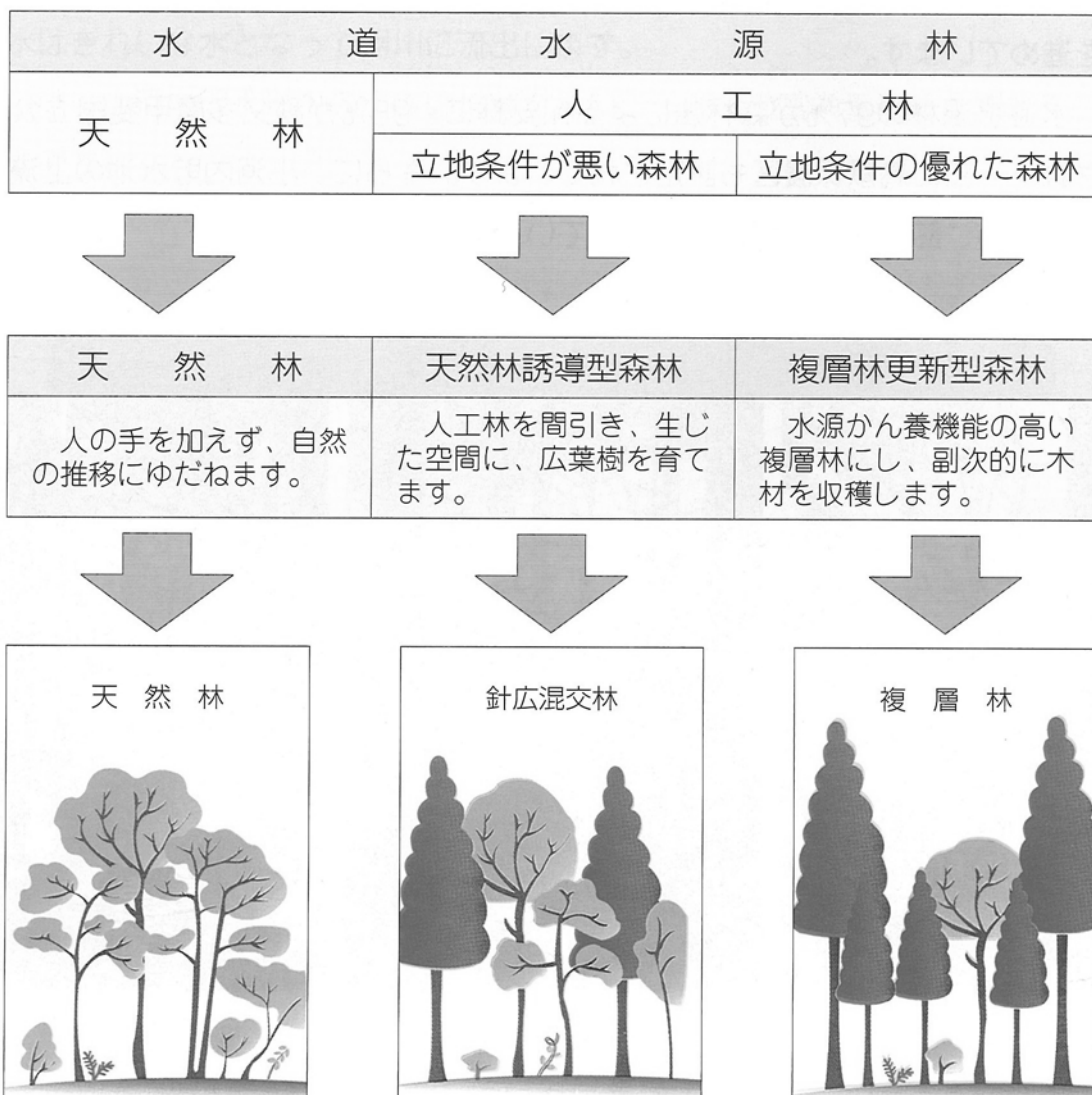 水道水源林
天然林
人工林
立地条件が悪い森林
立地条件の優れた森林
天然林
天然林誘導型森林
複層林更新型森林
人の手を加えず、自然
の推移にゆだねます。
人工林を間引き、生じ
た空間に、広葉樹を育て
ます。
水源かん養機能の高い
複層林にし、副次的に木
材を収穫します。
天然林
針広混交林
複層林